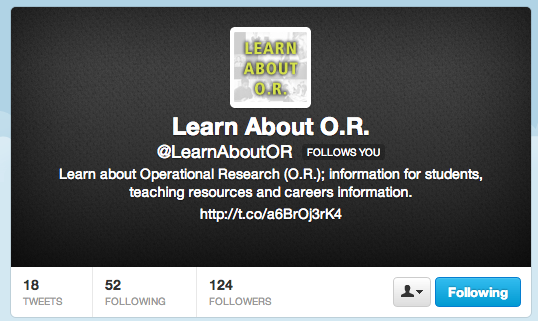 LEARN
ABOUT
O.R.
Learn About O.R.
@LearnAboutOR FOLLOWS YOU
Learn about Operational Research (O.R.); information for students,
teaching resources and careers information.
http://t.co/a6BrOj3rK4
18 52 124
TWEETS FOLLOWING FOLLOWERS
Following